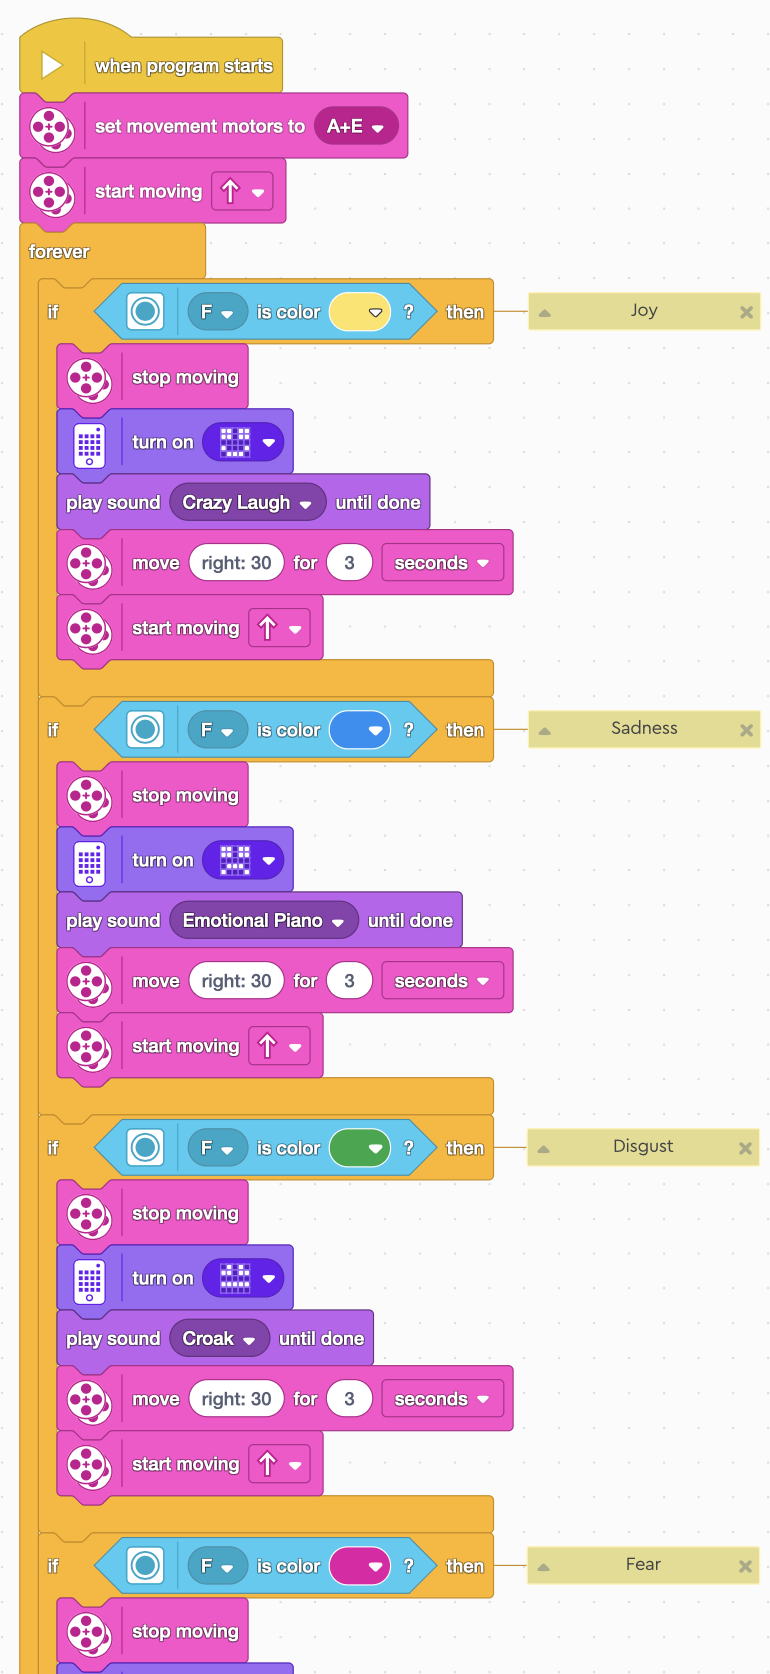 when program starts
set movement motors to A+E
start moving
forever
if F is color ? then Joy
stop moving
turn on
play sound Crazy Laugh until done
move right: 30 for 3 seconds
start moving
if F is color ? then Sadness
stop moving
turn on
play sound Emotional Piano until done
move right: 30 for 3 seconds
start moving
if F is color ? then Disgust
stop moving
turn on
play sound Croak until done
move right: 30 for 3 seconds
start moving
if F is color ? then Fear
stop moving